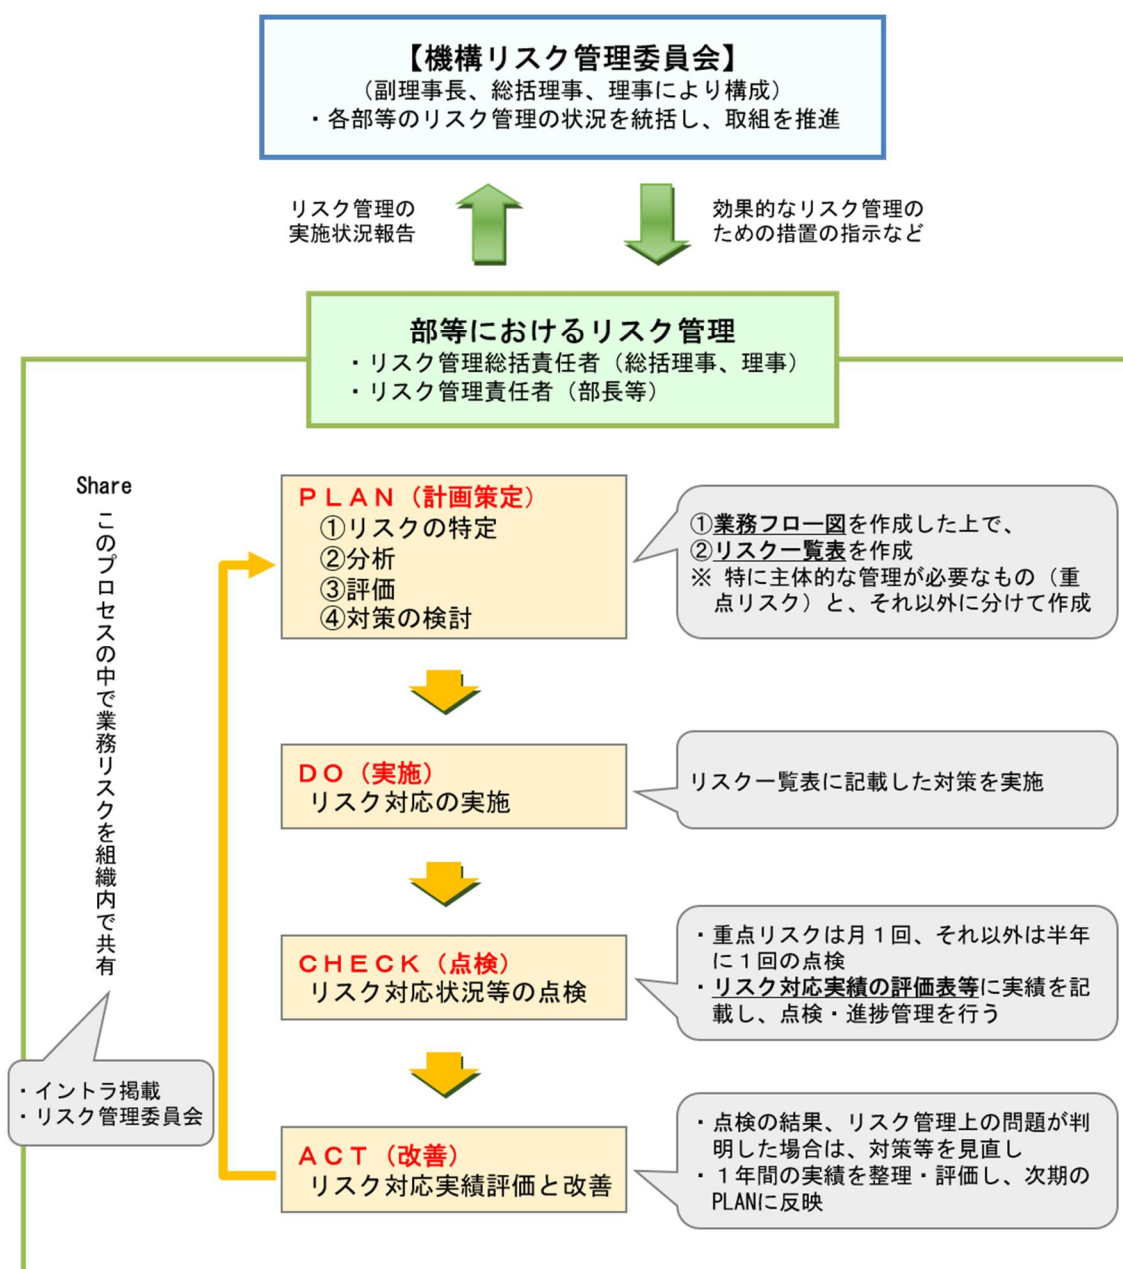 【機構リスク管理委員会】
（副理事長、総括理事、理事により構成）
・各部等のリスク管理の状況を統括し、取組を推進
リスク管理の
実施状況報告
効果的なリスク管理の
ための措置の指示など
部等におけるリスク管理
・リスク管理総括責任者（総括理事、理事）
・リスク管理責任者（部長等）
Share
このプロセスの中で業務リスクを組織内で共有
・イントラ掲載
・リスク管理委員会
ＰＬＡＮ（計画策定）
①リスクの特定
②分析
③評価
④対策の検討
①業務フロー図を作成した上で、
②リスク一覧表を作成
※ 特に主体的な管理が必要なもの（重
点リスク）と、それ以外に分けて作成
ＤＯ（実施）
リスク対応の実施
リスク一覧表に記載した対策を実施
ＣＨＥＣＫ（点検）
リスク対応状況等の点検
・重点リスクは月１回、それ以外は半年
に１回の点検
・リスク対応実績の評価表等に実績を記
載し、点検・進捗管理を行う
ＡＣＴ（改善）
リスク対応実績評価と改善
・点検の結果、リスク管理上の問題が判
明した場合は、対策等を見直し
・１年間の実績を整理・評価し、次期の
PLANに反映